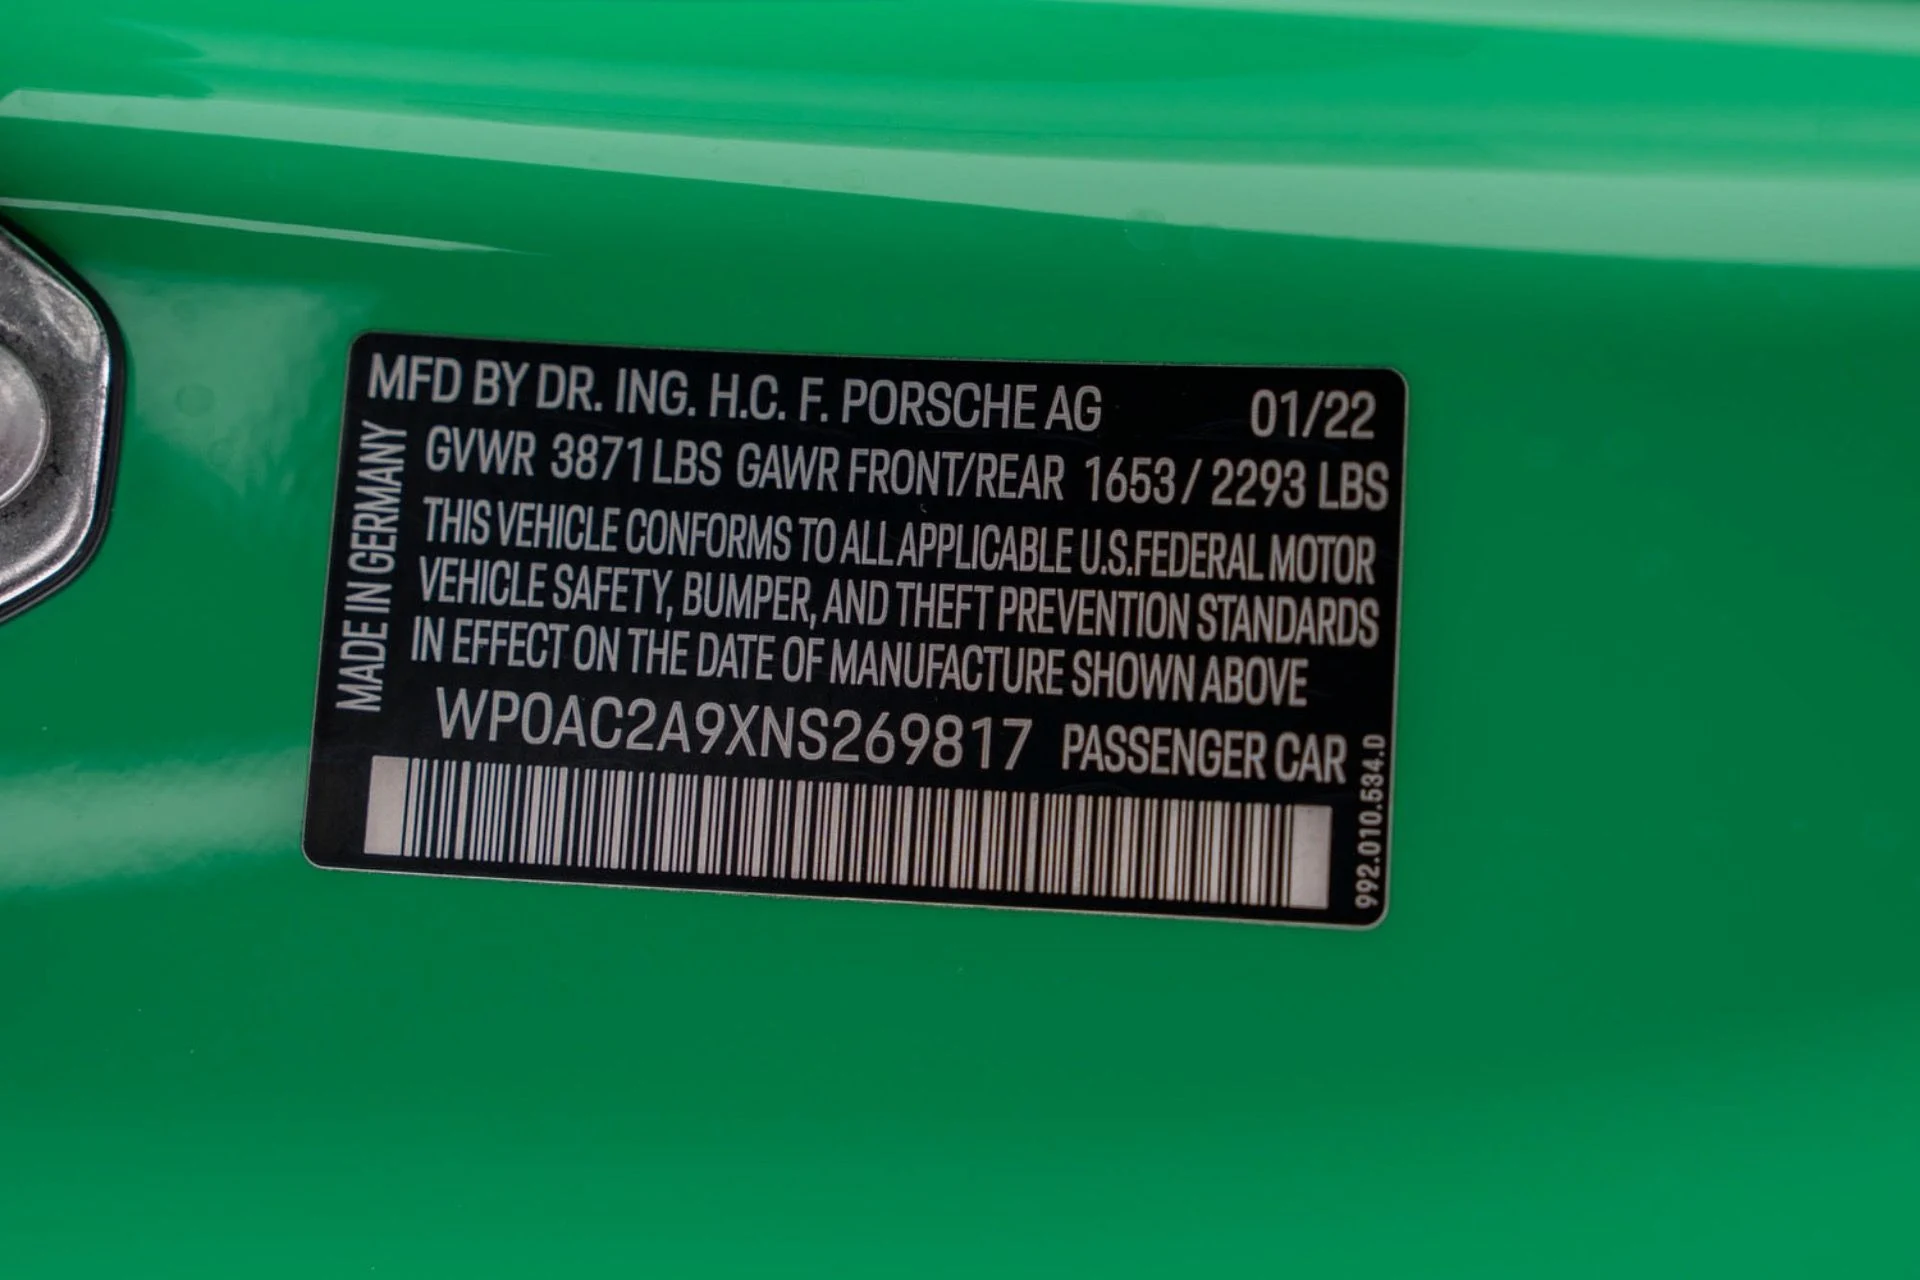 MFD BY DR. ING. H.C. F. PORSCHE AG 01/22
GVWR 3871 LBS GAWR FRONT/REAR 1653 / 2293 LBS
THIS VEHICLE CONFORMS TO ALL APPLICABLE U.S.FEDERAL MOTOR
VEHICLE SAFETY, BUMPER, AND THEFT PREVENTION STANDARDS
IN EFFECT ON THE DATE OF MANUFACTURE SHOWN ABOVE
WP0AC2A9XNS269817 PASSENGER CAR
MADE IN GERMANY
992.010.534.D